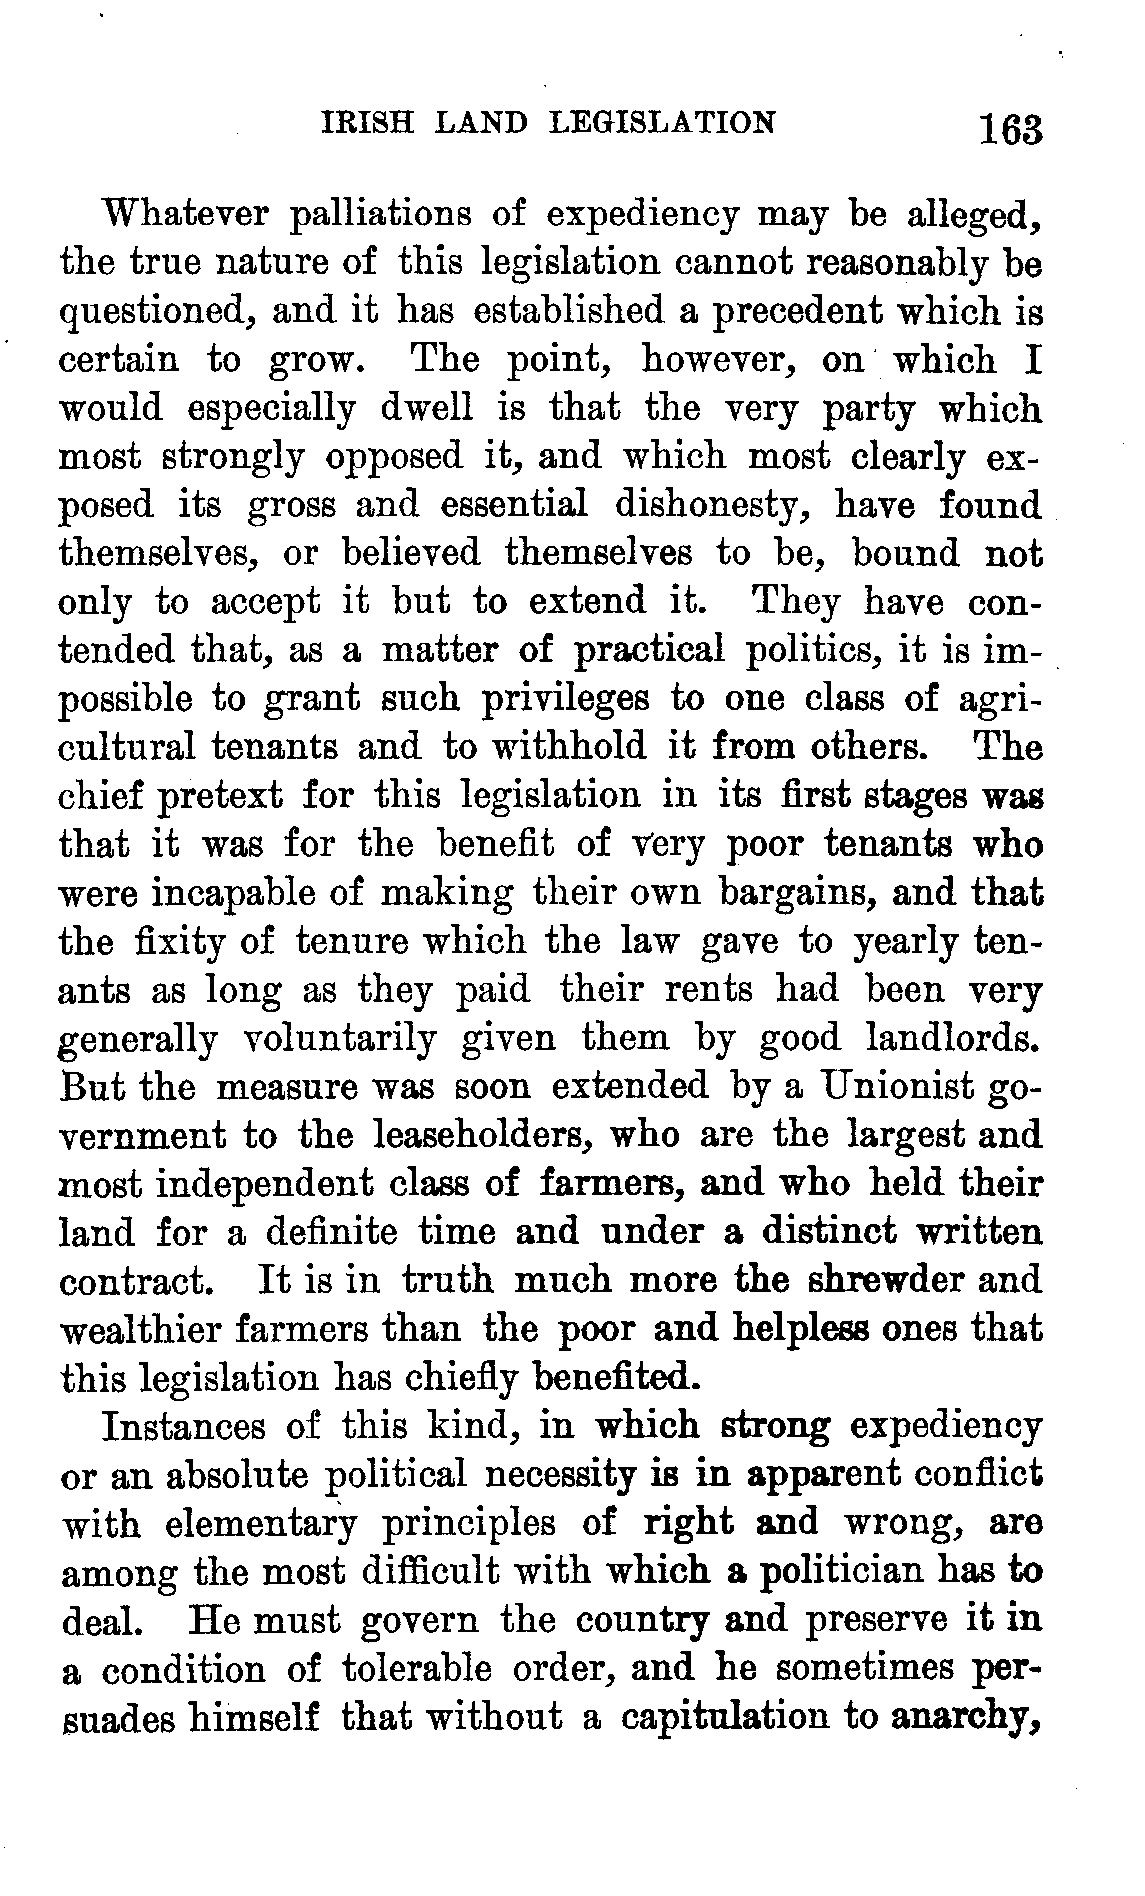 IRISH LAND LEGISLATION 163
Whatever palliations of expediency may be alleged,
the true nature of this legislation cannot reasonably be
questioned, and it has established a precedent which is
certain to grow. The point, however, on which I
would especially dwell is that the very party which
most strongly opposed it, and which most clearly ex-
posed its gross and essential dishonesty, have found
themselves, or believed themselves to be, bound not
only to accept it but to extend it. They have con-
tended that, as a matter of practical politics, it is im-
possible to grant such privileges to one class of agri-
cultural tenants and to withhold it from others. The
chief pretext for this legislation in its first stages was
that it was for the benefit of very poor tenants who
were incapable of making their own bargains, and that
the fixity of tenure which the law gave to yearly ten-
ants as long as they paid their rents had been very
generally voluntarily given them by good landlords.
But the measure was soon extended by a Unionist go-
vernment to the leaseholders, who are the largest and
most independent class of farmers, and who held their
land for a definite time and under a distinct written
contract. It is in truth much more the shrewder and
wealthier farmers than the poor and helpless ones that
this legislation has chiefly benefited.
Instances of this kind, in which strong expediency
or an absolute political necessity is in apparent conflict
with elementary principles of right and wrong, are
among the most difficult with which a politician has to
deal. He must govern the country and preserve it in
a condition of tolerable order, and he sometimes per-
suades himself that without a capitulation to anarchy,